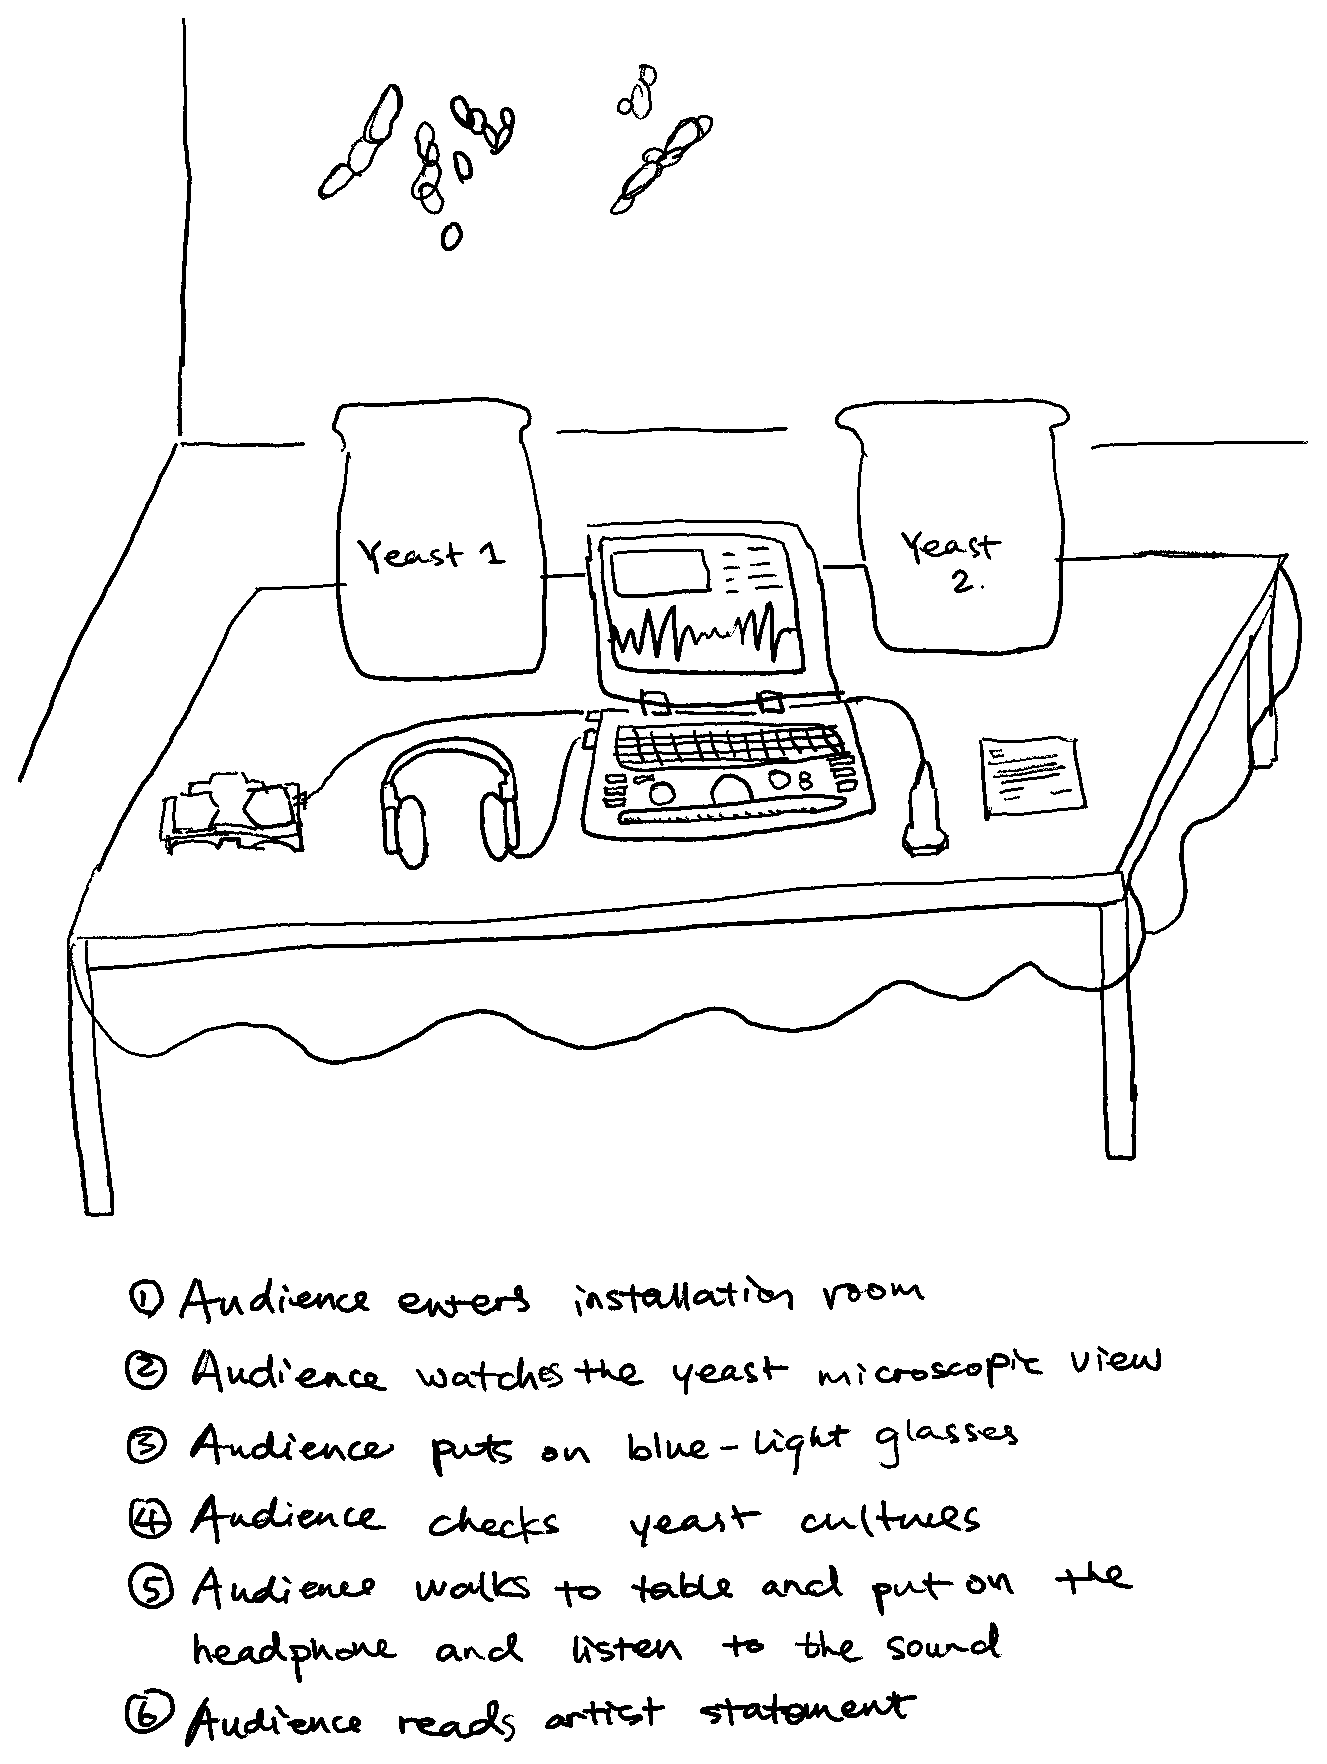 Yeast 1
Yeast
2.
① Audience enters installation room
② Audience watches the yeast microscopic view
③ Audience puts on blue-light glasses
④ Audience checks yeast cultures
⑤ Audience walks to table and put on the
headphone and listen to the sound
⑥ Audience reads artist statement